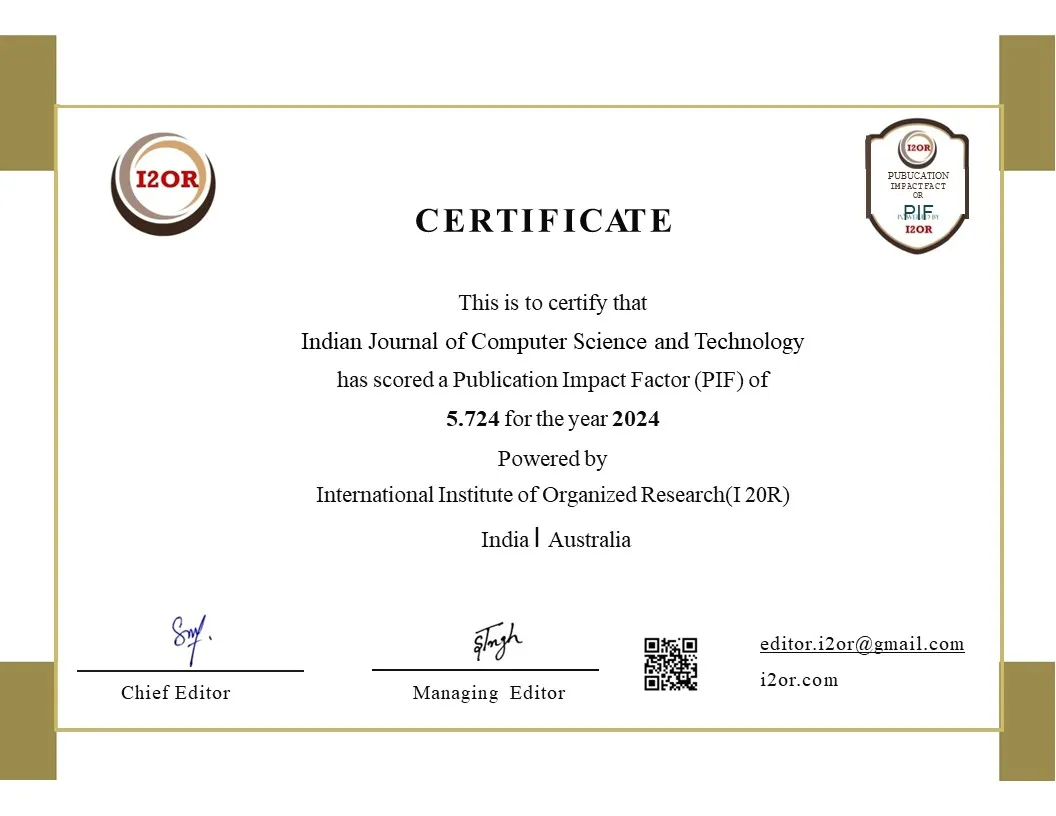 I2OR
I2OR
PUBUCATION
IMPACT FACT
OR
PIF
POWERED BY
I2OR
CERTIFICATE
This is to certify that
Indian Journal of Computer Science and Technology
has scored a Publication Impact Factor (PIF) of
5.724 for the year 2024
Powered by
International Institute of Organized Research(I 20R)
India | Australia
Chief Editor
Managing Editor
editor.i2or@gmail.com
i2or.com